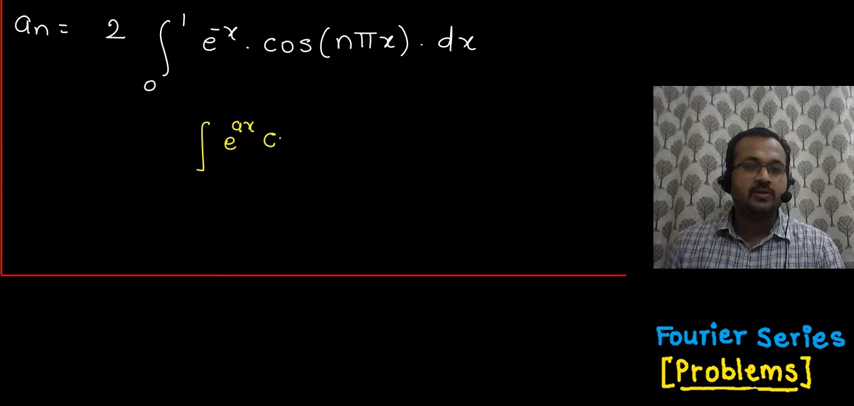 an = 2 ∫₀¹ e⁻ˣ · cos(nπx) · dx
∫ eᵃˣ c
Fourier Series
[Problems]